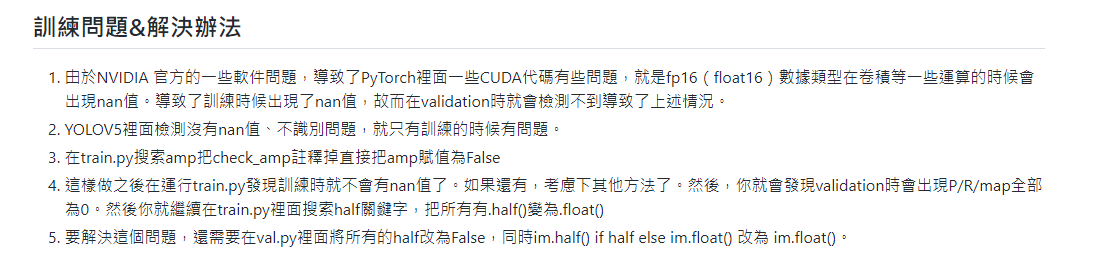 訓練問題&解決辦法
1. 由於NVIDIA 官方的一些軟件問題，導致了PyTorch裡面一些CUDA代碼有些問題，就是fp16（float16）數據類型在卷積等一些運算的時候會
出現nan值。導致了訓練時候出現了nan值，故而在validation時就會檢測不到導致了上述情況。
2. YOLOV5裡面檢測沒有nan值、不識別問題，就只有訓練的時候有問題。
3. 在train.py搜索amp把check_amp註釋掉直接把amp賦值為False
4. 這樣做之後在運行train.py發現訓練時就不會有nan值了。如果還有，考慮下其他方法了。然後，你就會發現validation時會出現P/R/map全部
為0。然後你就繼續在train.py裡面搜索half關鍵字，把所有有.half()變為.float()
5. 要解決這個問題，還需要在val.py裡面將所有的half改為False，同時im.half() if half else im.float() 改為 im.float()。